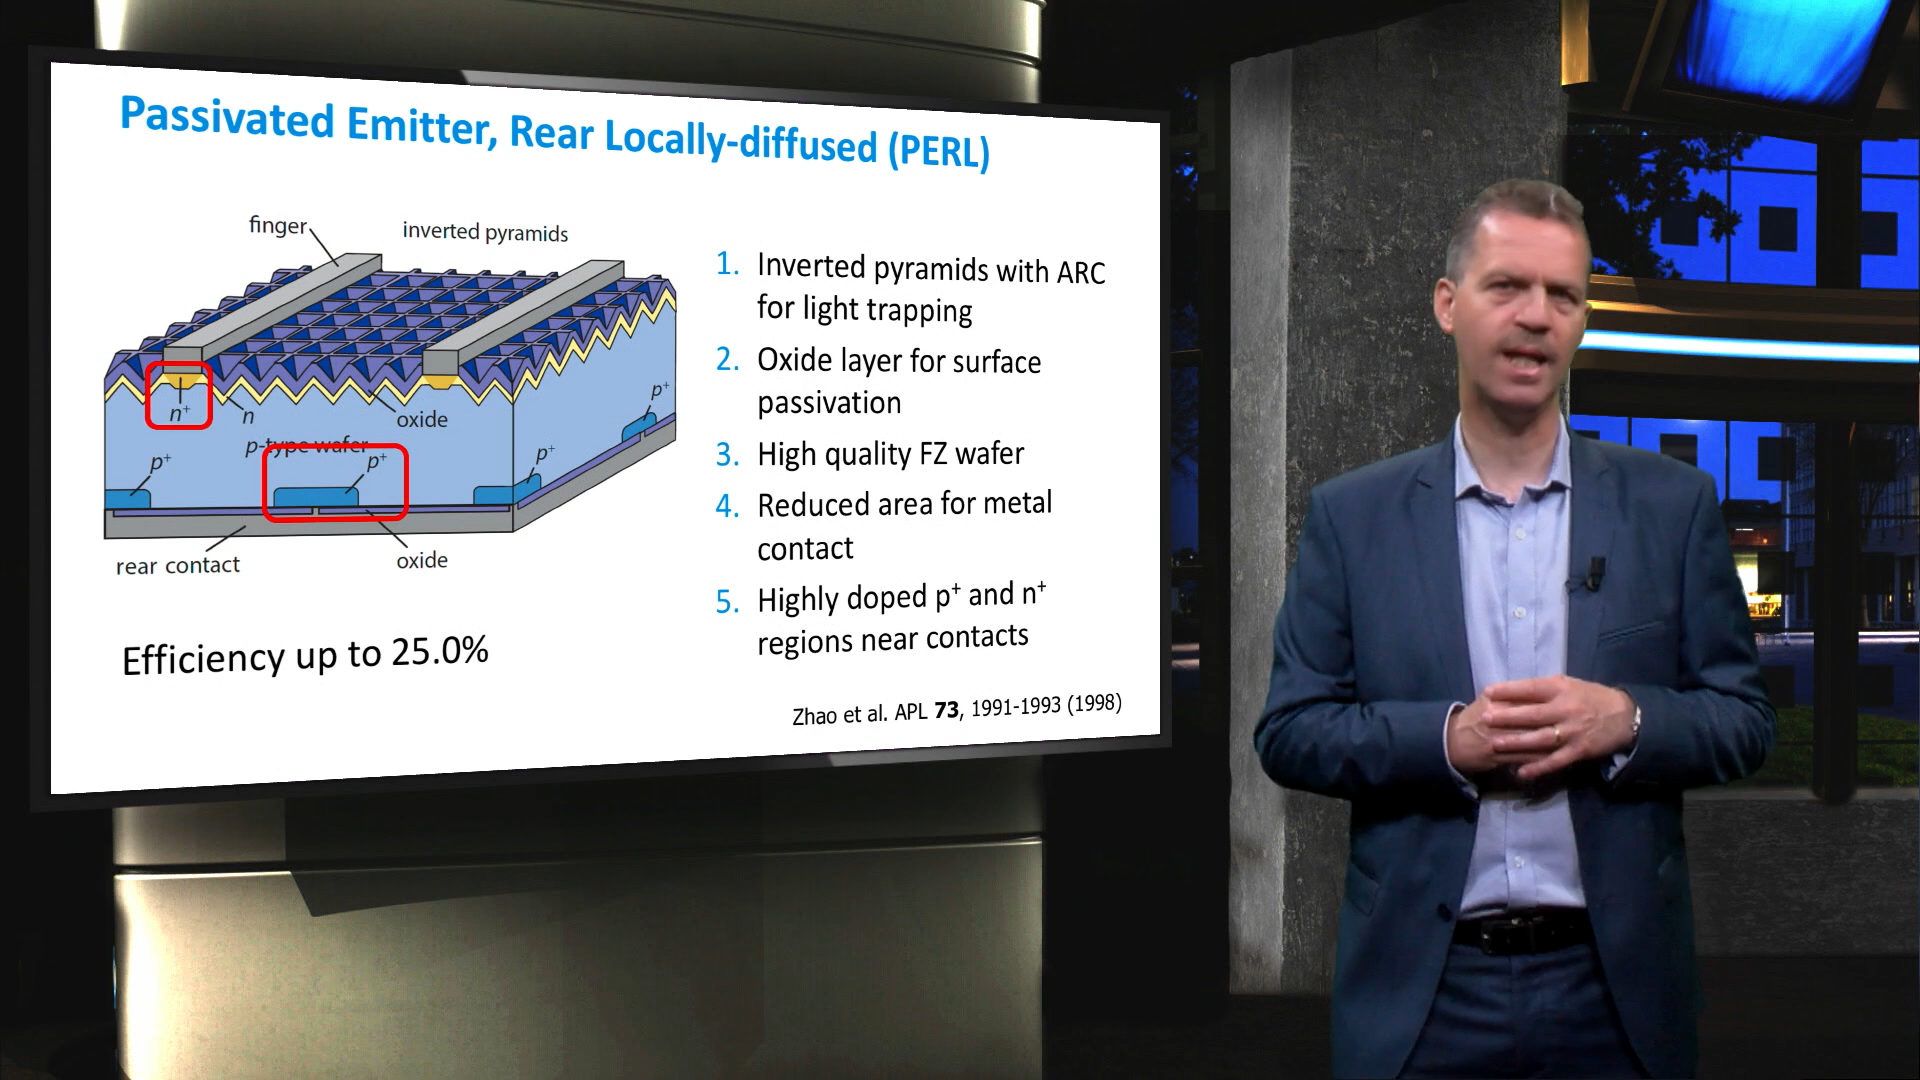 Passivated Emitter, Rear Locally-diffused (PERL)
finger
inverted pyramids
n⁺
n
oxide
p⁺
p-type wafer
p⁺
p⁺
p⁺
rear contact
oxide
Efficiency up to 25.0%
1. Inverted pyramids with ARC
for light trapping
2. Oxide layer for surface
passivation
3. High quality FZ wafer
4. Reduced area for metal
contact
5. Highly doped p⁺ and n⁺
regions near contacts
Zhao et al. APL 73, 1991-1993 (1998)